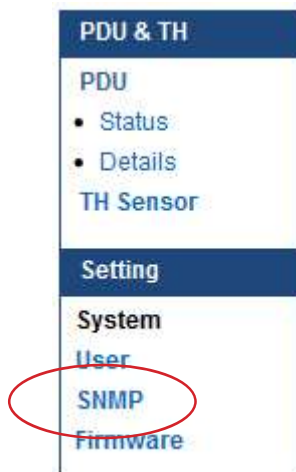 PDU & TH
PDU
• Status
• Details
TH Sensor
Setting
System
User
SNMP
Firmware